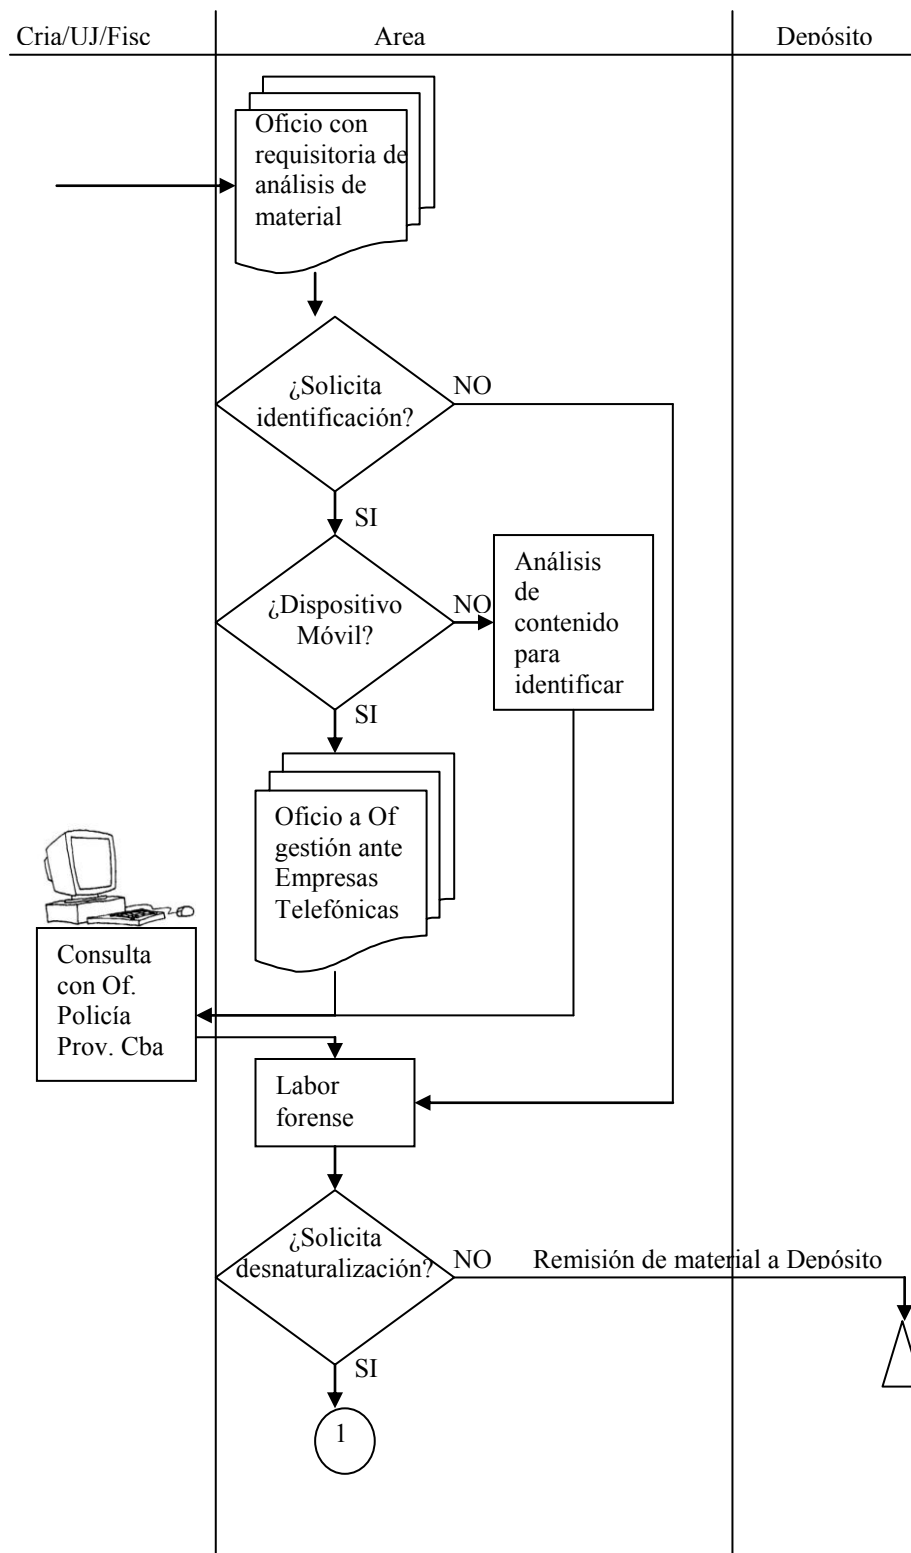 Cria/UJ/Fisc
Area
Depósito
Oficio con
requisitoria de
análisis de
material
¿Solicita
identificación?
NO
SI
¿Dispositivo
Móvil?
NO
Análisis
de
contenido
para
identificar
SI
Oficio a Of
gestión ante
Empresas
Telefónicas
Consulta
con Of.
Policía
Prov. Cba
Labor
forense
¿Solicita
desnaturalización?
NO
Remisión de material a Depósito
SI
1